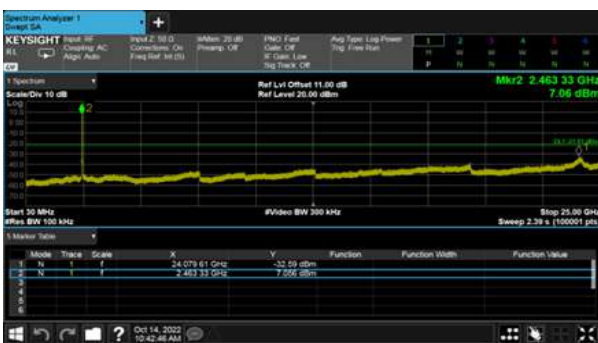 Spectrum Analyzer 1
Swept SA
+
KEYSIGHT Input: RF Input Z: 50 Ω #Atten: 20 dB PNO: Fast Avg Type: Log-Power 1 2 3 4 5 6
RL Coupling: AC Corrections: On Preamp: Off Gate: Off Trig: Free Run
Align: Auto Freq Ref: Int (S) IF Gain: Low
Sig Track: Off P N N N N N
1 Spectrum
Ref Lvl Offset 11.00 dB Mkr2 2.463 33 GHz
Scale/Div 10 dB Ref Level 20.00 dBm 7.06 dBm
Log
2
1
Start 30 MHz #Video BW 300 kHz Stop 25.00 GHz
#Res BW 100 kHz Sweep 2.39 s (100001 pts)
5 Marker Table
Mode Trace Scale X Y Function Function Width Function Value
1 N 1 f 24.079 61 GHz -32.59 dBm
2 N 1 f 2.463 33 GHz 7.056 dBm
3
4
5
6
? Oct 14, 2022
10:42:46 AM